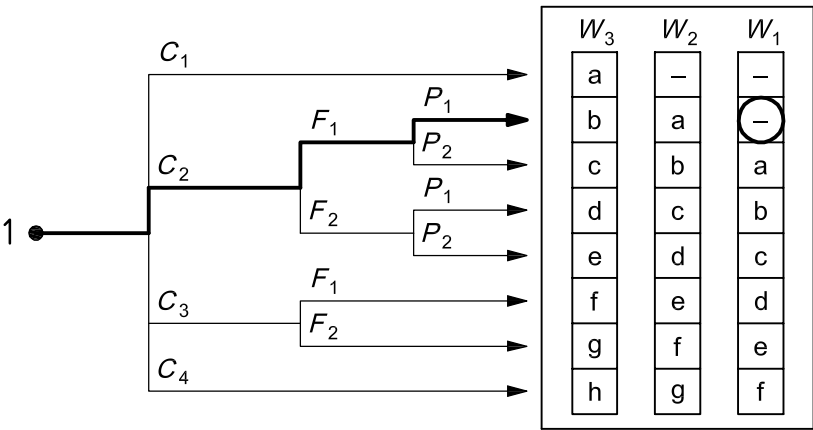 W₃ W₂ W₁
C₁ a – –
P₁
F₁ b a –
P₂
C₂ c b a
P₁
F₂ d c b
P₂
1 e d c
F₁
C₃ f e d
F₂
g f e
C₄
h g f